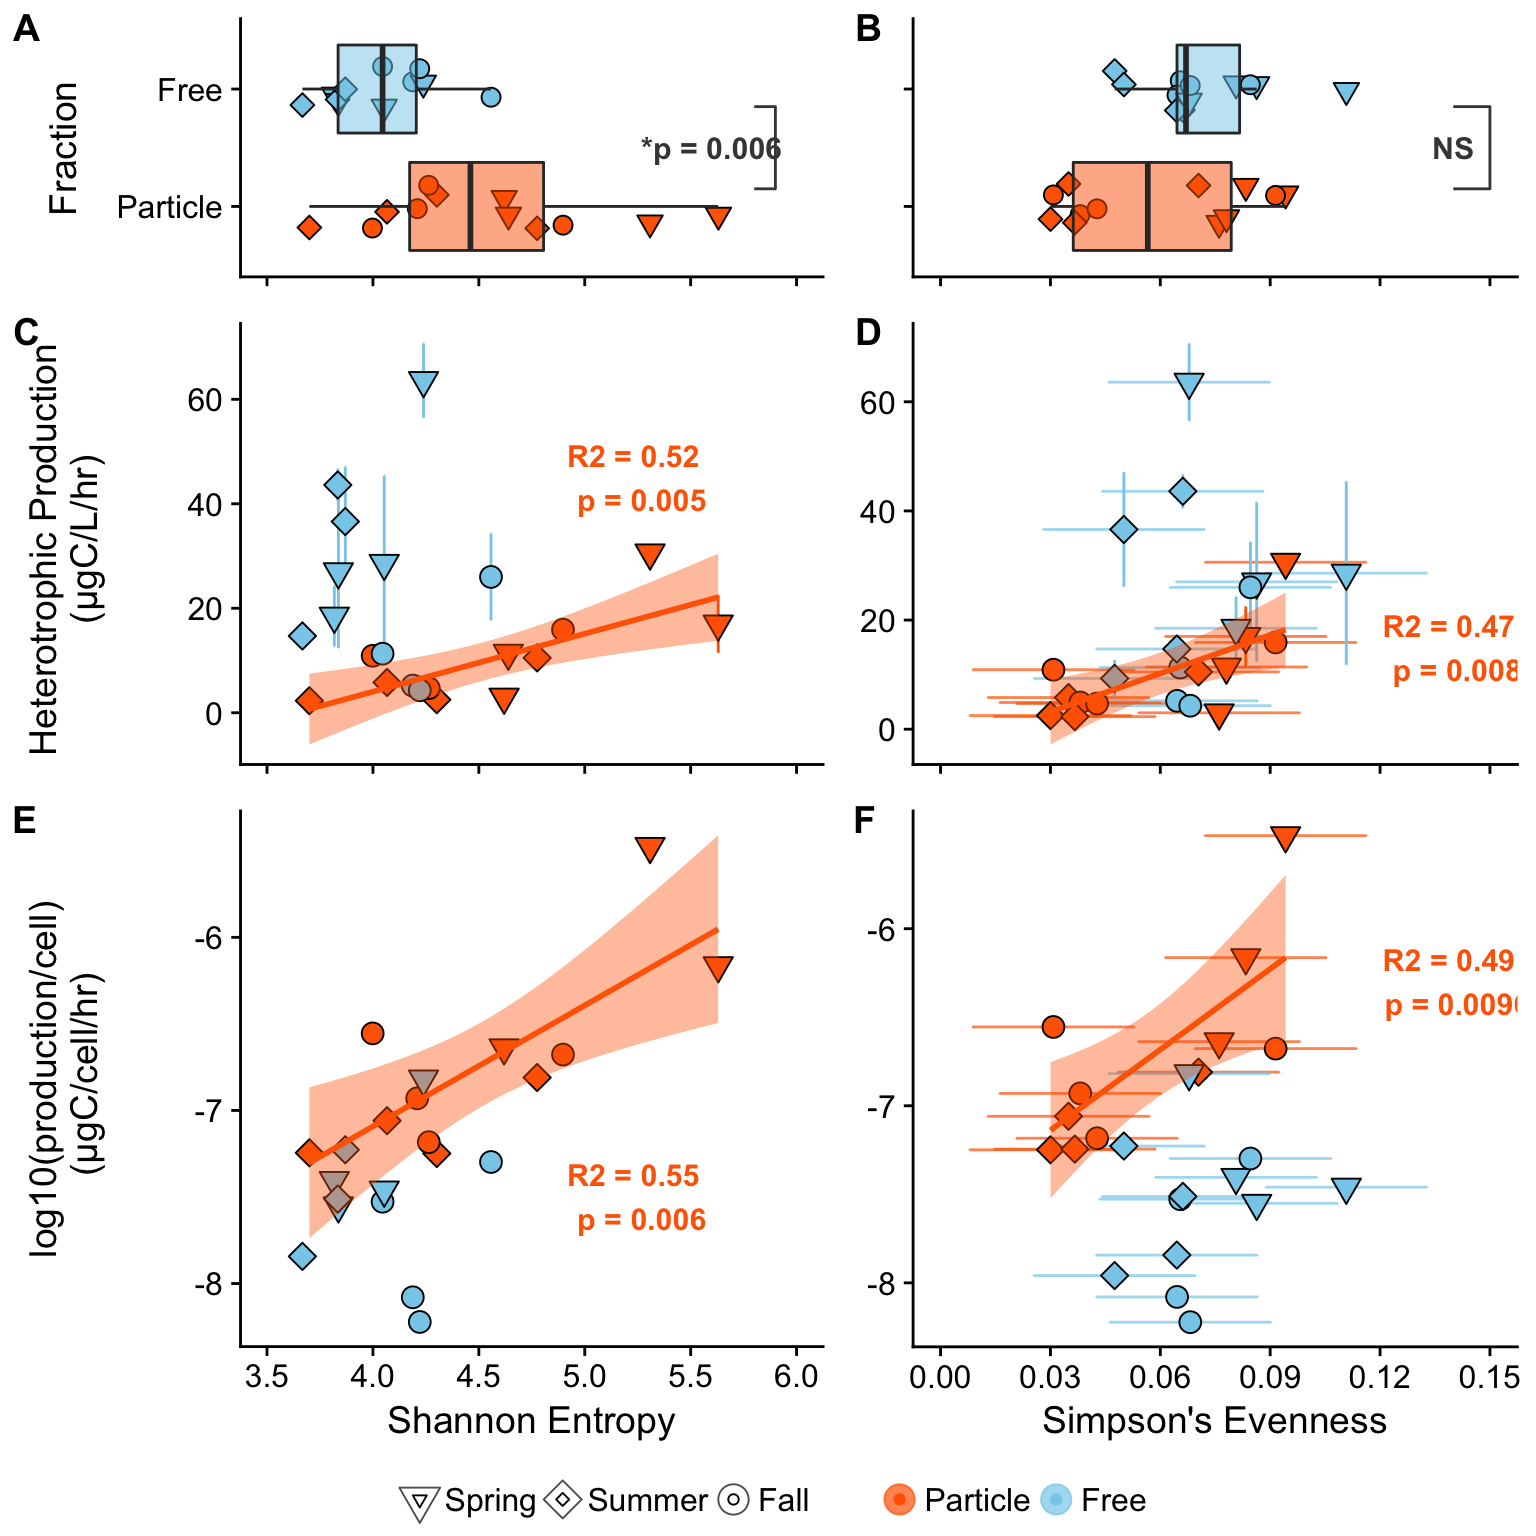 A
B
Fraction
Free
Particle
*p = 0.006
NS
C
D
Heterotrophic Production
(µgC/L/hr)
60
40
20
0
R2 = 0.52
p = 0.005
60
40
20
0
R2 = 0.47
p = 0.008
E
F
log10(production/cell)
(µgC/cell/hr)
-6
-7
-8
R2 = 0.55
p = 0.006
-6
-7
-8
R2 = 0.49
p = 0.009
3.5 4.0 4.5 5.0 5.5 6.0
Shannon Entropy
0.00 0.03 0.06 0.09 0.12 0.15
Simpson's Evenness
Spring Summer Fall Particle Free